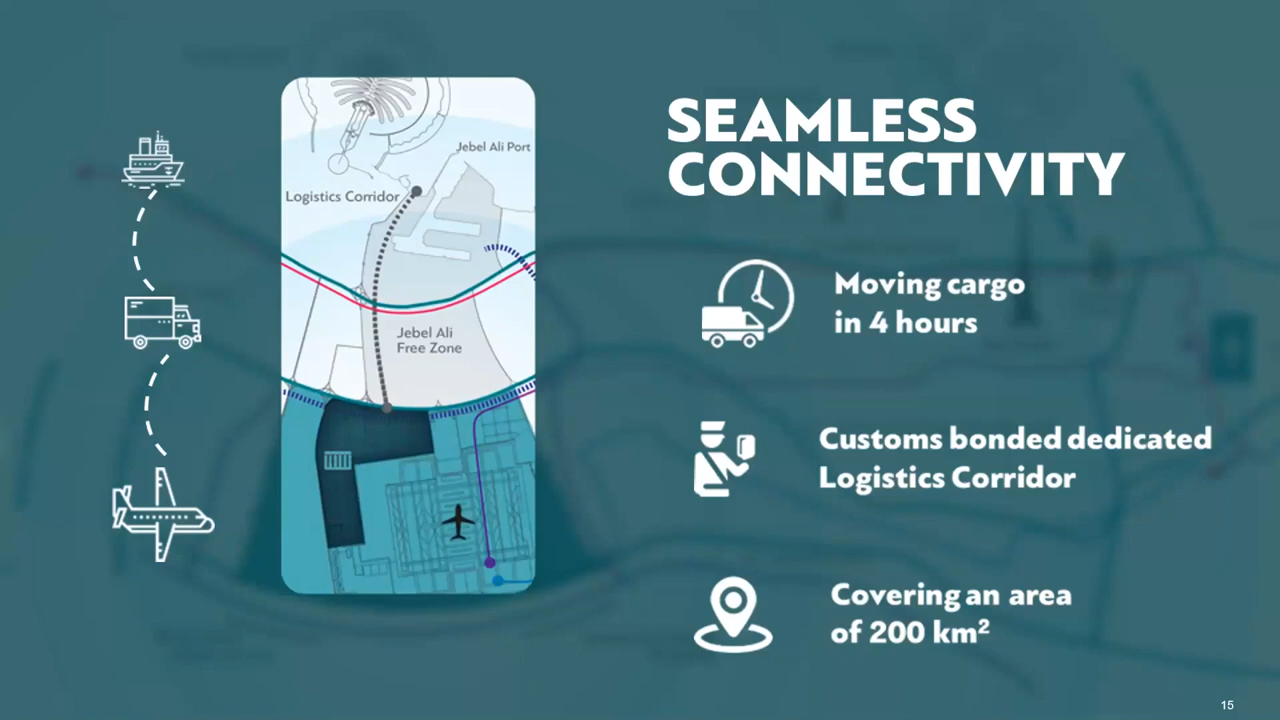 SEAMLESS
CONNECTIVITY
Jebel Ali Port
Logistics Corridor
Jebel Ali
Free Zone
Moving cargo
in 4 hours
Customs bonded dedicated
Logistics Corridor
Covering an area
of 200 km²
15